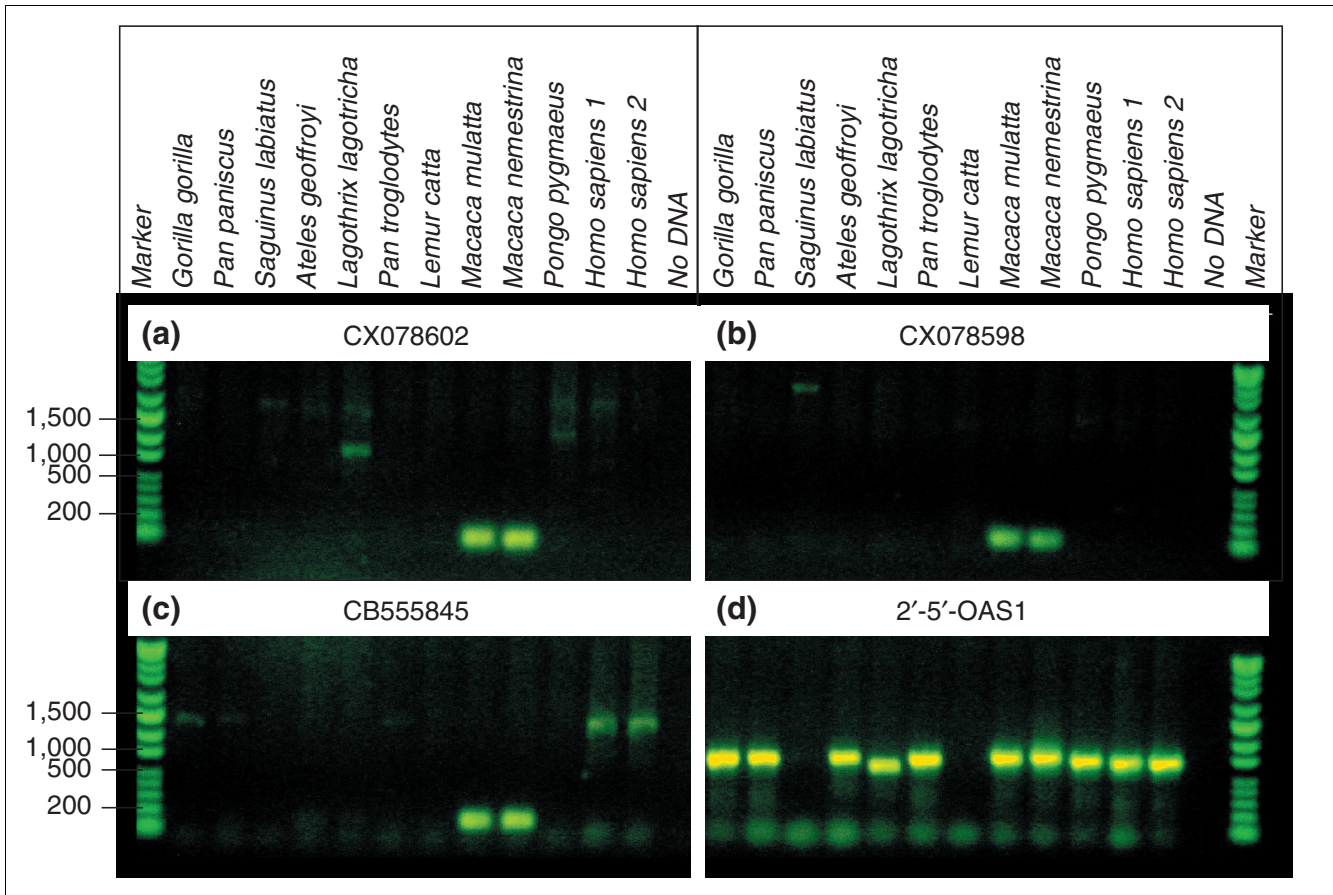 Marker
Gorilla gorilla
Pan paniscus
Saguinus labiatus
Ateles geoffroyi
Lagothrix lagotricha
Pan troglodytes
Lemur catta
Macaca mulatta
Macaca nemestrina
Pongo pygmaeus
Homo sapiens 1
Homo sapiens 2
No DNA
Gorilla gorilla
Pan paniscus
Saguinus labiatus
Ateles geoffroyi
Lagothrix lagotricha
Pan troglodytes
Lemur catta
Macaca mulatta
Macaca nemestrina
Pongo pygmaeus
Homo sapiens 1
Homo sapiens 2
No DNA
Marker
(a) CX078602
(b) CX078598
1,500
1,000
500
200
(c) CB555845
(d) 2′-5′-OAS1
1,500
1,000
500
200